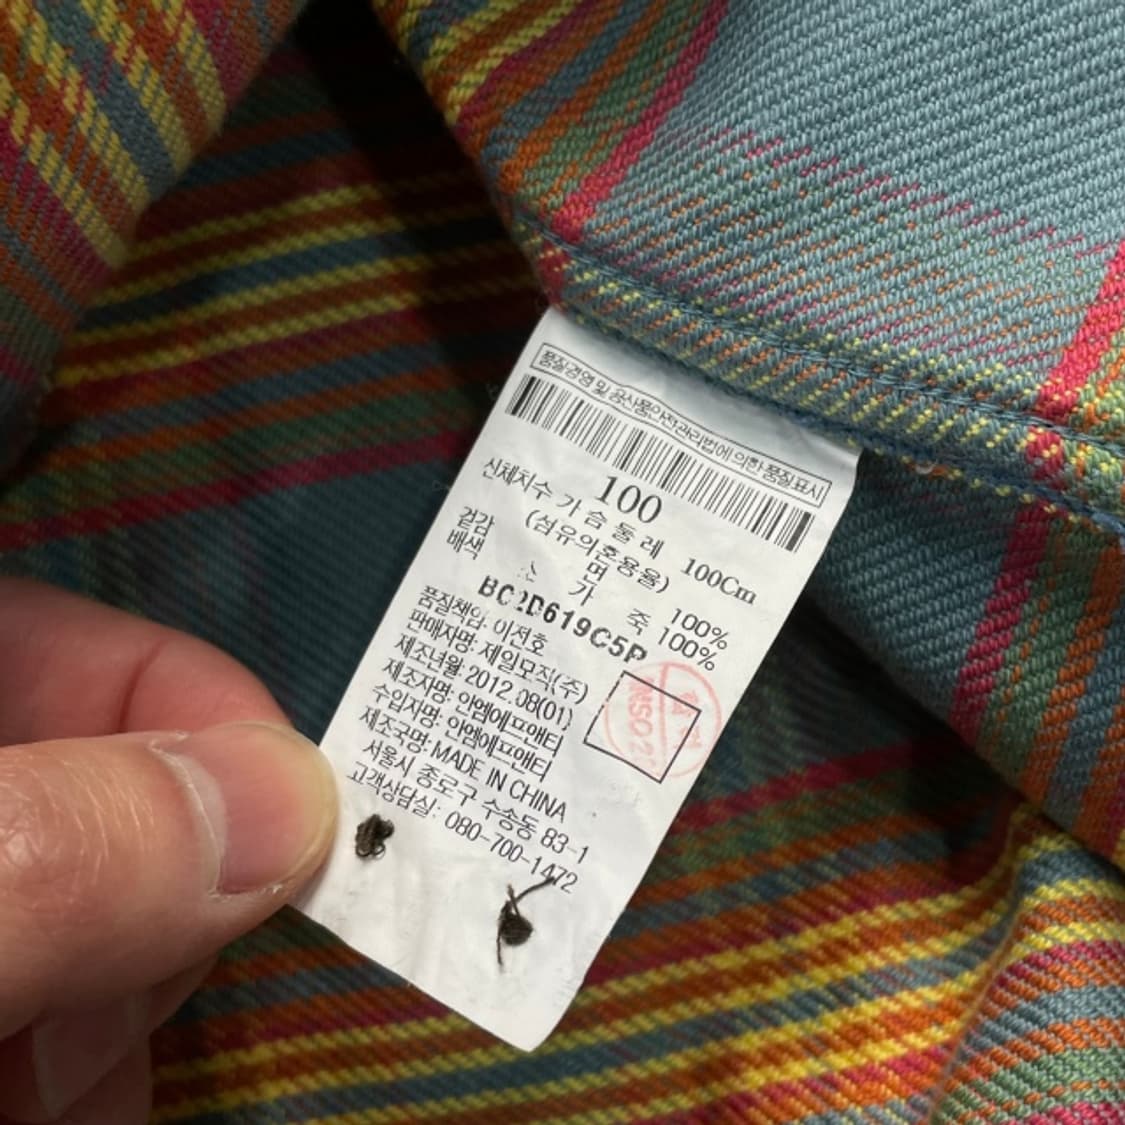 품질경영 및 공산품안전관리법에 의한 품질표시
100
신체치수 가 슴 둘 레 100Cm
(섬유의혼용율)
겉감 면 100%
배색 소 가 죽 100%
BC2D619C5P
품질책임: 이전호
판매자명: 제일모직(주)
제조년월: 2012.08(01)
제조자명: 인엠에프앤티
수입자명: 인엠에프앤티
제조국명: MADE IN CHINA
서울시 종로구 수송동 83-1
고객상담실: 080-700-1472
INSO